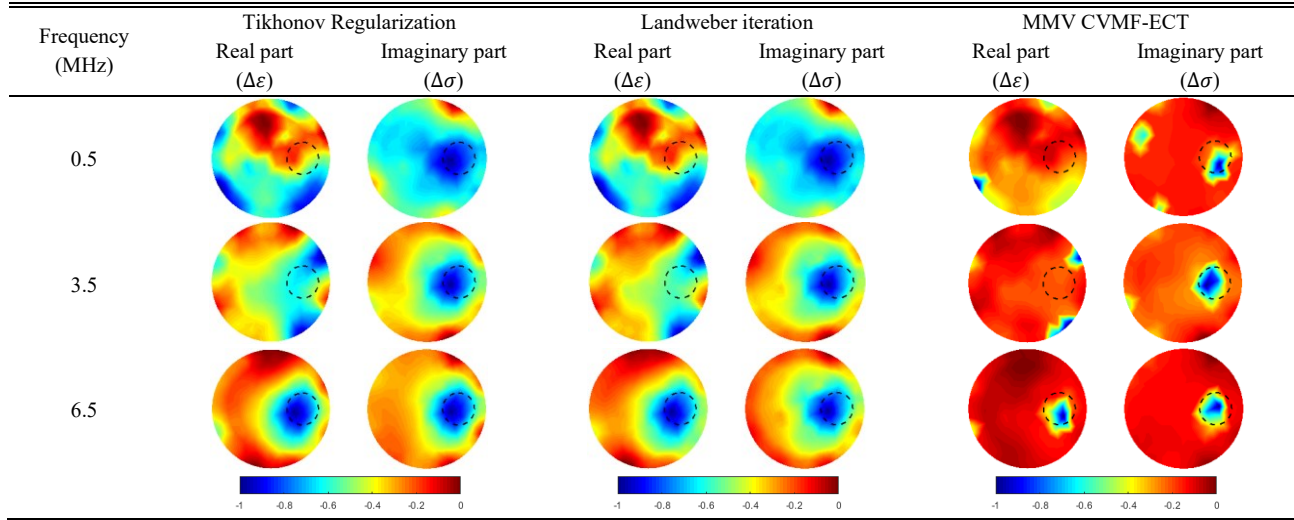 Frequency
(MHz)
Tikhonov Regularization
Landweber iteration
MMV CVMF-ECT
Real part
(Δε)
Imaginary part
(Δσ)
Real part
(Δε)
Imaginary part
(Δσ)
Real part
(Δε)
Imaginary part
(Δσ)
0.5
3.5
6.5
-1 -0.8 -0.6 -0.4 -0.2 0
-1 -0.8 -0.6 -0.4 -0.2 0
-1 -0.8 -0.6 -0.4 -0.2 0